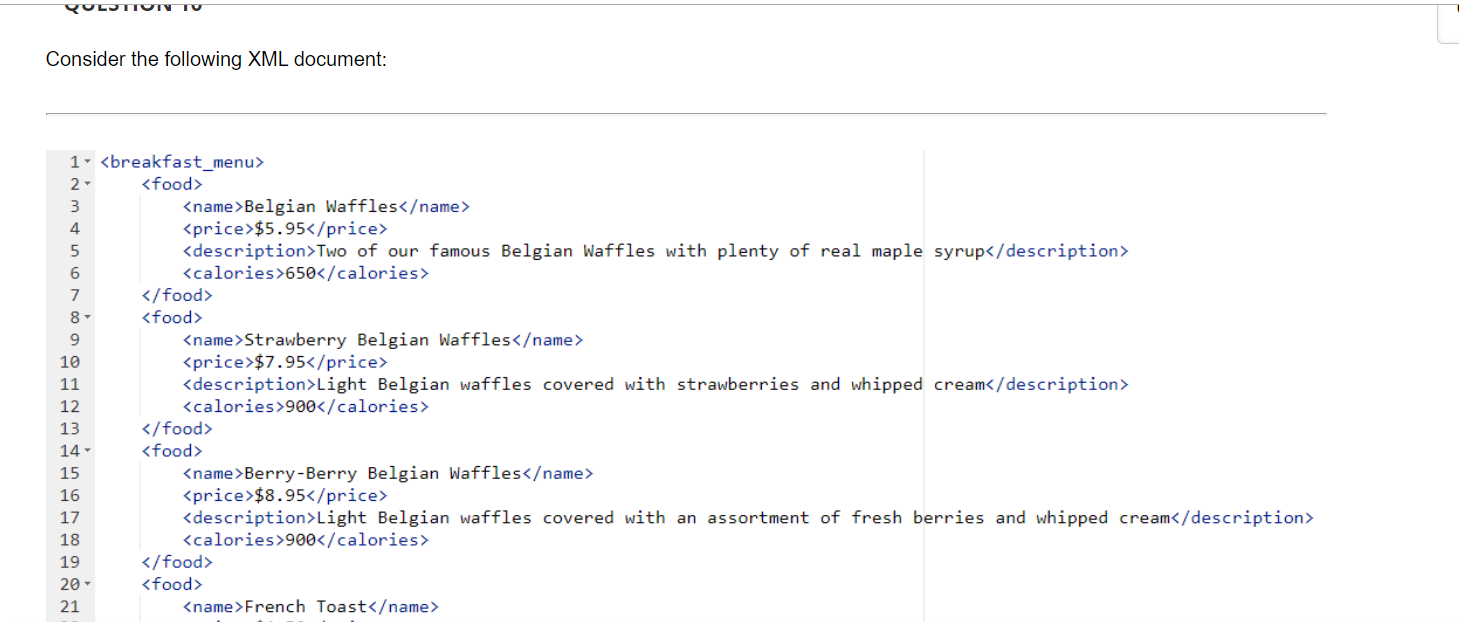 QUESTION 10
Consider the following XML document:
1 <breakfast_menu>
2 <food>
3 <name>Belgian Waffles</name>
4 <price>$5.95</price>
5 <description>Two of our famous Belgian Waffles with plenty of real maple syrup</description>
6 <calories>650</calories>
7 </food>
8 <food>
9 <name>Strawberry Belgian Waffles</name>
10 <price>$7.95</price>
11 <description>Light Belgian waffles covered with strawberries and whipped cream</description>
12 <calories>900</calories>
13 </food>
14 <food>
15 <name>Berry-Berry Belgian Waffles</name>
16 <price>$8.95</price>
17 <description>Light Belgian waffles covered with an assortment of fresh berries and whipped cream</description>
18 <calories>900</calories>
19 </food>
20 <food>
21 <name>French Toast</name>